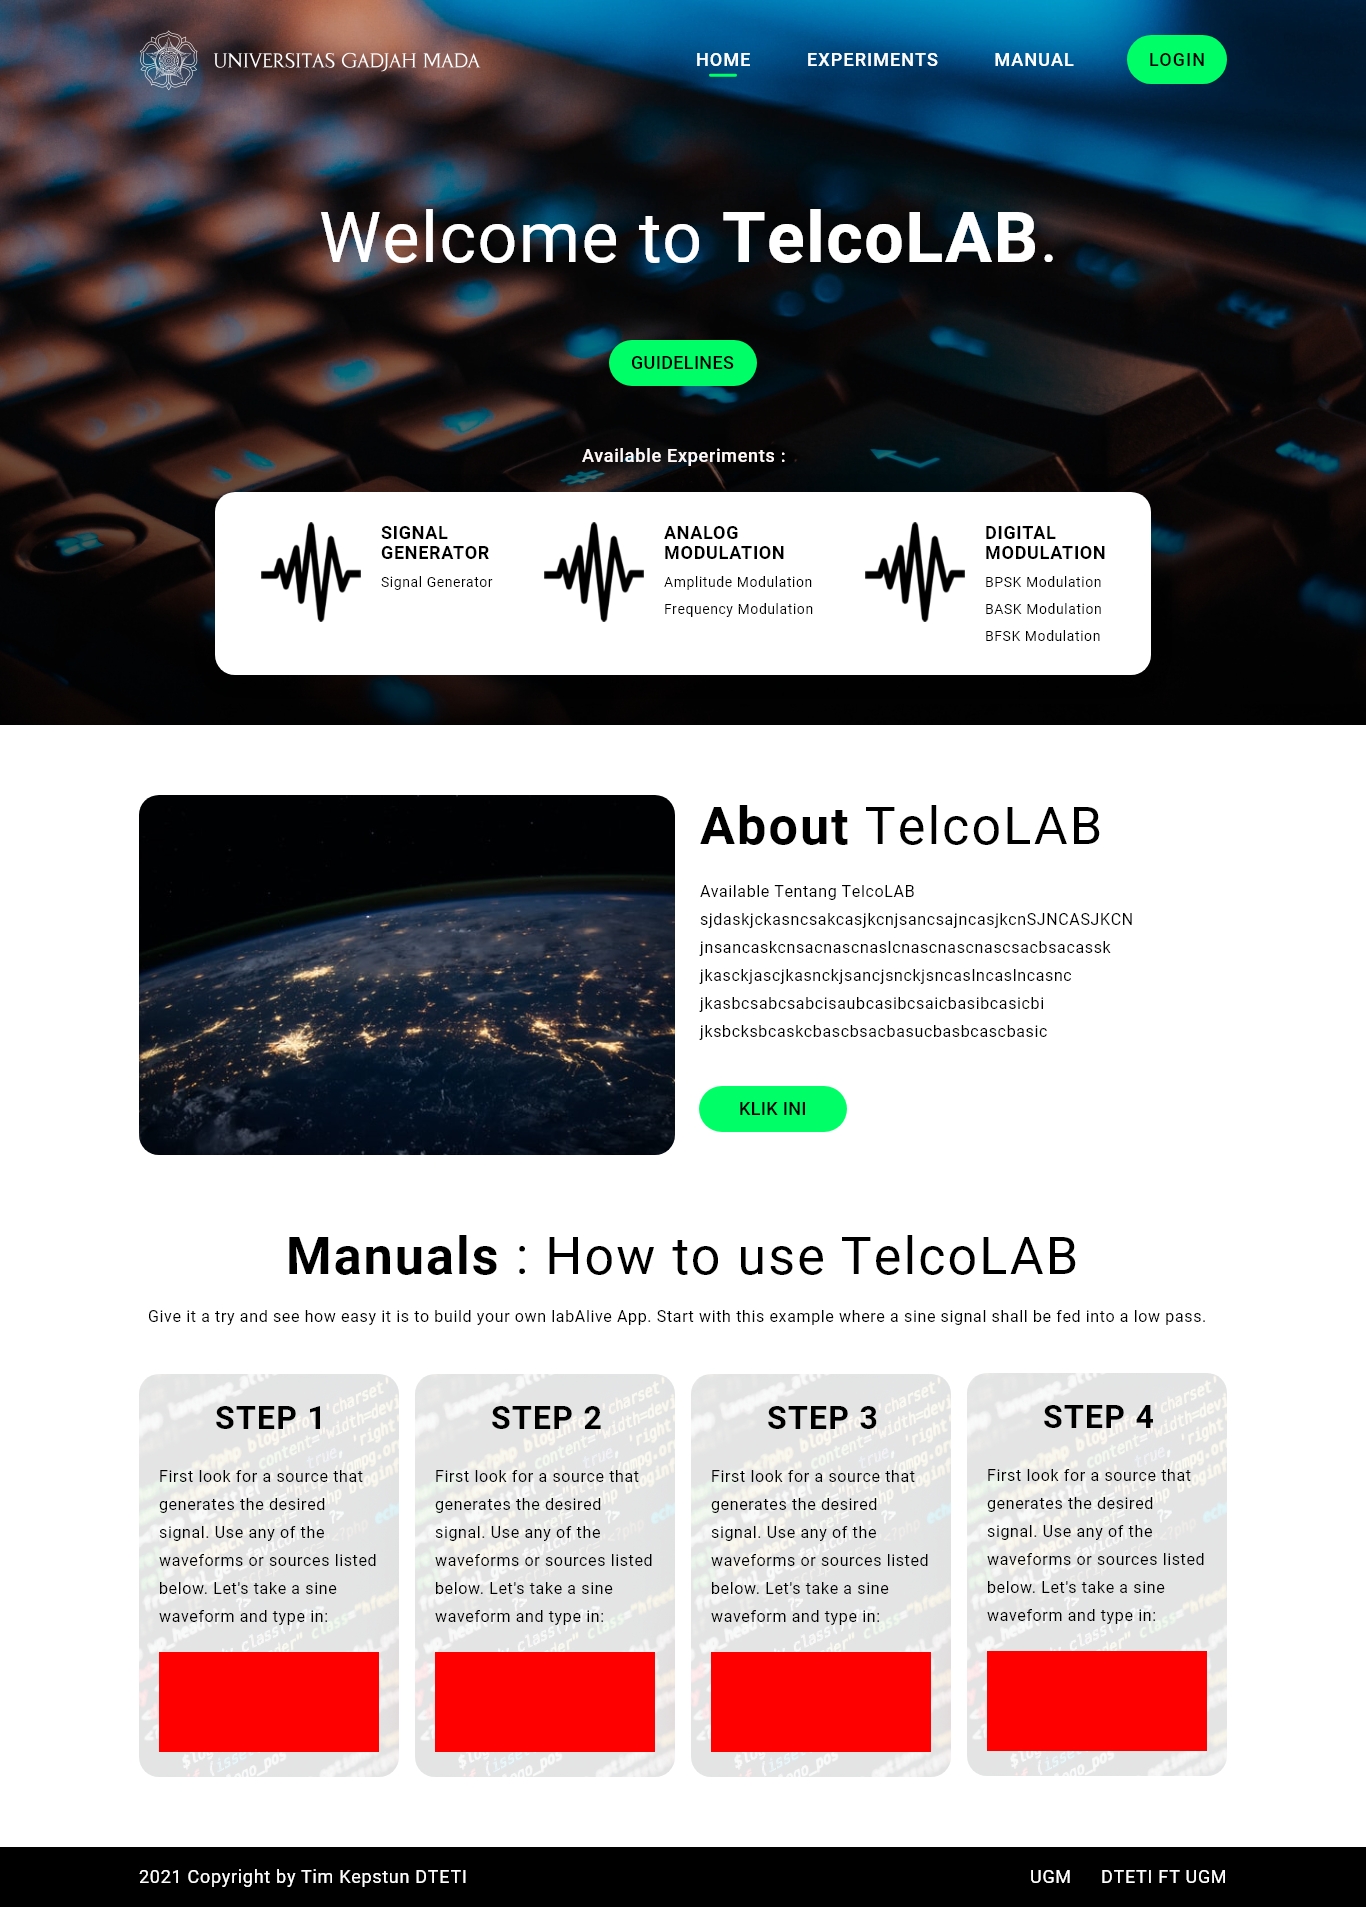 UNIVERSITAS GADJAH MADA
HOME
EXPERIMENTS
MANUAL
LOGIN
Welcome to TelcoLAB.
GUIDELINES
Available Experiments :
SIGNAL
GENERATOR
Signal Generator
ANALOG
MODULATION
Amplitude Modulation
Frequency Modulation
DIGITAL
MODULATION
BPSK Modulation
BASK Modulation
BFSK Modulation
About TelcoLAB
Available Tentang TelcoLAB
sjdaskjckasncsakcasjkcnjsancsajncasjkcnSJNCASJKCN
jnsancaskcnsacnascnaslcnascnascnascsacbsacassk
jkasckjascjkasnckjsancjsnckjsncaslncaslncasnc
jkasbcsabcsabcisaubcasibcsaicbasibcasicbi
jksbcksbcaskcbascbsacbasucbasbcascbasic
KLIK INI
Manuals : How to use TelcoLAB
Give it a try and see how easy it is to build your own labAlive App. Start with this example where a sine signal shall be fed into a low pass.
STEP 1
First look for a source that
generates the desired
signal. Use any of the
waveforms or sources listed
below. Let's take a sine
waveform and type in:
STEP 2
First look for a source that
generates the desired
signal. Use any of the
waveforms or sources listed
below. Let's take a sine
waveform and type in:
STEP 3
First look for a source that
generates the desired
signal. Use any of the
waveforms or sources listed
below. Let's take a sine
waveform and type in:
STEP 4
First look for a source that
generates the desired
signal. Use any of the
waveforms or sources listed
below. Let's take a sine
waveform and type in:
2021 Copyright by Tim Kepstun DTETI
UGM
DTETI FT UGM